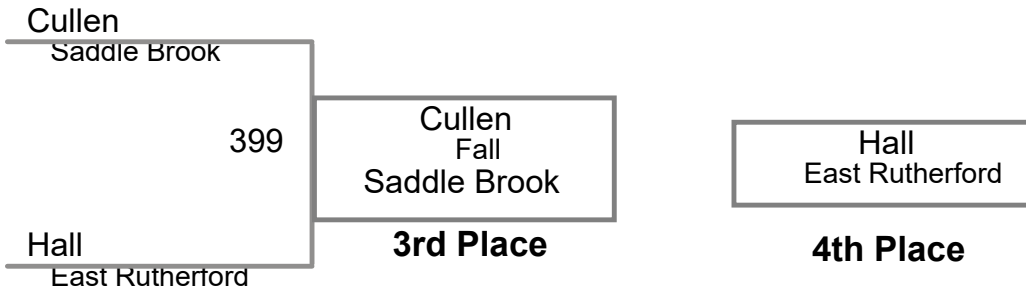 Cullen
Saddle Brook
399
Hall
East Rutherford
Cullen
Fall
Saddle Brook
3rd Place
Hall
East Rutherford
4th Place